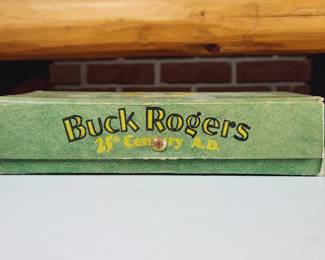 Buck Rogers
25th Century A.D.